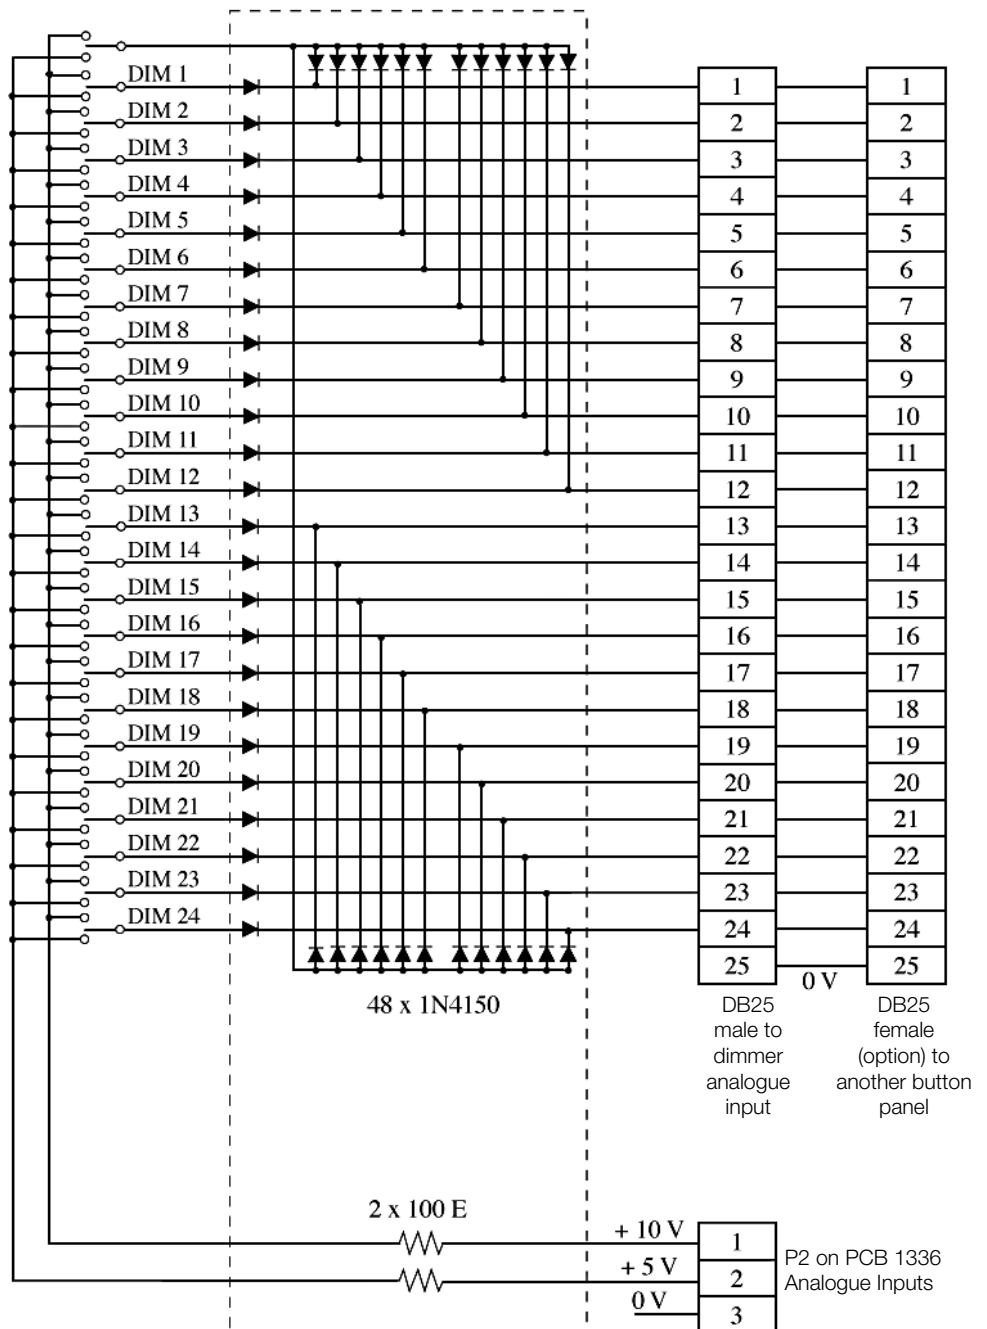 DIM 1
1 1
DIM 2
2 2
DIM 3
3 3
DIM 4
4 4
DIM 5
5 5
DIM 6
6 6
DIM 7
7 7
DIM 8
8 8
DIM 9
9 9
DIM 10
10 10
DIM 11
11 11
DIM 12
12 12
DIM 13
13 13
DIM 14
14 14
DIM 15
15 15
DIM 16
16 16
DIM 17
17 17
DIM 18
18 18
DIM 19
19 19
DIM 20
20 20
DIM 21
21 21
DIM 22
22 22
DIM 23
23 23
DIM 24
24 24
25 25
0 V
48 x 1N4150
DB25
male to
dimmer
analogue
input
DB25
female
(option) to
another button
panel
2 x 100 E
+ 10 V
1
+ 5 V
2
0 V
3
P2 on PCB 1336
Analogue Inputs